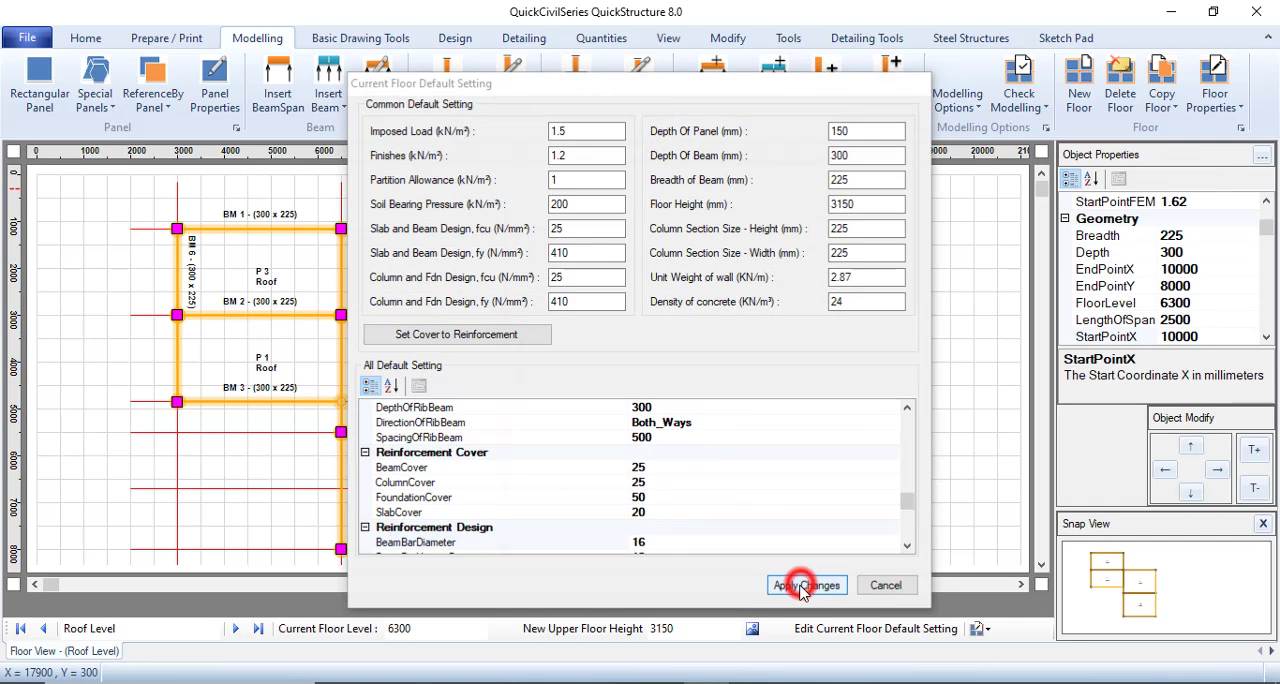 QuickCivilSeries QuickStructure 8.0
File Home Prepare / Print Modelling Basic Drawing Tools Design Detailing Quantities View Modify Tools Detailing Tools Steel Structures Sketch Pad
Rectangular Panel
Special Panels
ReferenceBy Panel
Panel Properties
Insert BeamSpan
Insert Beam
Modelling Options
Check Modelling
New Floor
Delete Floor
Copy Floor
Floor Properties
Panel
Beam
Modelling Options
Floor
0 1000 2000 3000 4000 5000 6000
20000 210
0
1000
2000
3000
4000
5000
6000
7000
8000
BM 1 - (300 x 225)
BM 6 - (300 x 225)
P 3
Roof
BM 2 - (300 x 225)
P 1
Roof
BM 3 - (300 x 225)
Current Floor Default Setting
Common Default Setting
Imposed Load (kN/m²) : 1.5
Finishes (kN/m²) : 1.2
Partition Allowance (kN/m²) : 1
Soil Bearing Pressure (kN/m²) : 200
Slab and Beam Design, fcu (N/mm²) : 25
Slab and Beam Design, fy (N/mm²) : 410
Column and Fdn Design, fcu (N/mm²) : 25
Column and Fdn Design, fy (N/mm²) : 410
Depth Of Panel (mm) : 150
Depth Of Beam (mm) : 300
Breadth of Beam (mm) : 225
Floor Height (mm) : 3150
Column Section Size - Height (mm) : 225
Column Section Size - Width (mm) : 225
Unit Weight of wall (KN/m) : 2.87
Density of concrete (KN/m³) : 24
Set Cover to Reinforcement
All Default Setting
DepthOfRibBeam 300
DirectionOfRibBeam Both_Ways
SpacingOfRibBeam 500
Reinforcement Cover
BeamCover 25
ColumnCover 25
FoundationCover 50
SlabCover 20
Reinforcement Design
BeamBarDiameter 16
Apply Changes Cancel
Object Properties ...
StartPointFEM 1.62
Geometry
Breadth 225
Depth 300
EndPointX 10000
EndPointY 8000
FloorLevel 6300
LengthOfSpan 2500
StartPointX 10000
StartPointX
The Start Coordinate X in millimeters
Object Modify
T+
T-
Snap View X
Roof Level
Current Floor Level : 6300
New Upper Floor Height 3150
Edit Current Floor Default Setting
Floor View - (Roof Level)
X = 17900 , Y = 300